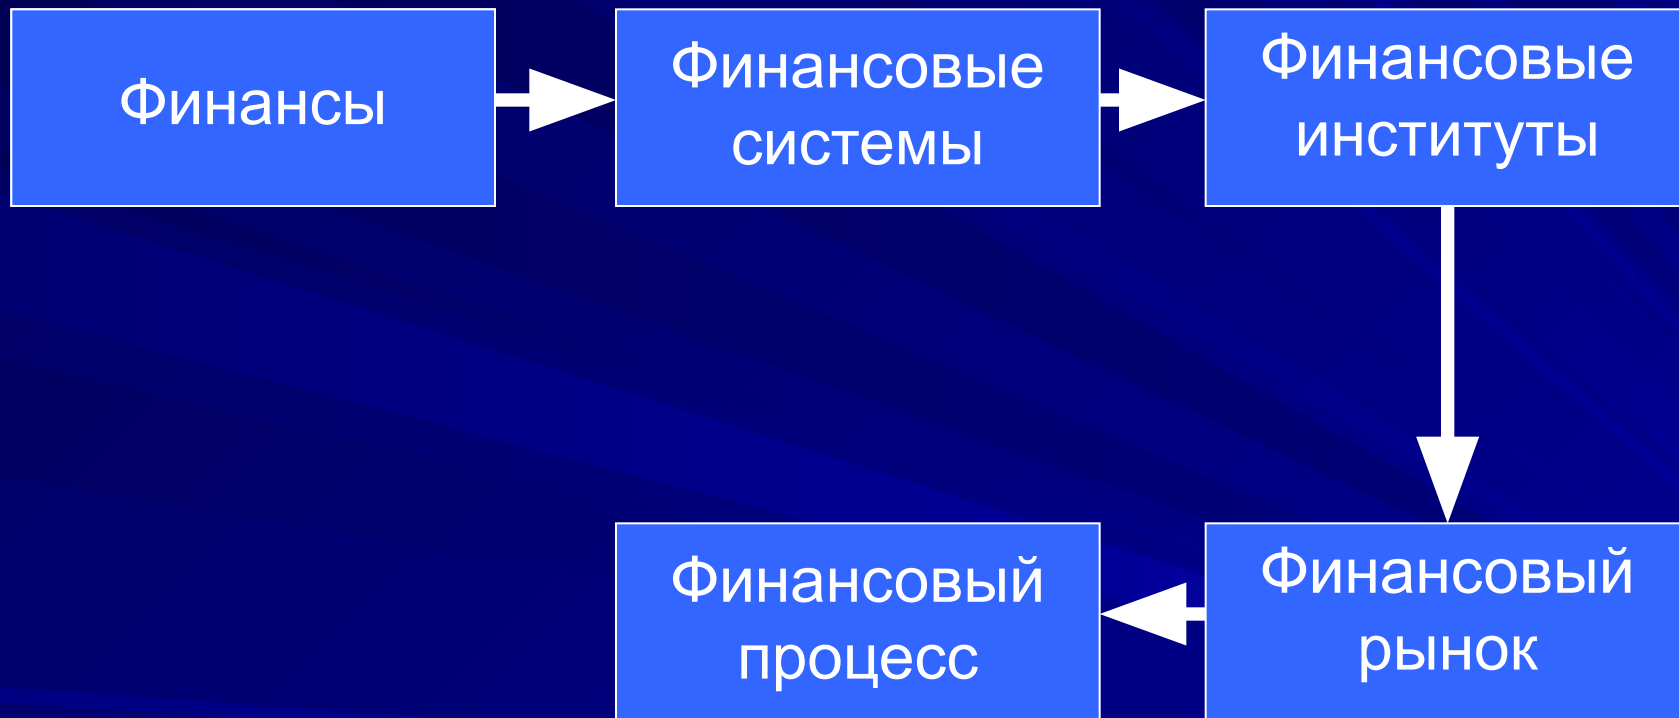 Финансы
Финансовые
системы
Финансовые
институты
Финансовый
процесс
Финансовый
рынок